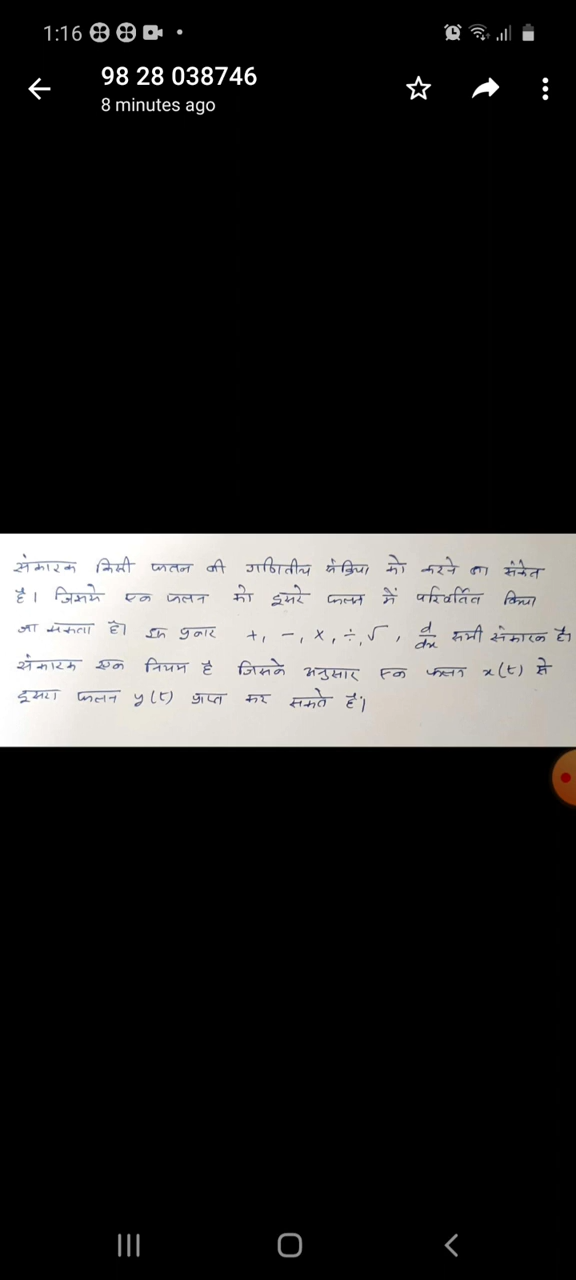 1:16
98 28 038746
8 minutes ago
संकारक किसी फलन की गणितीय संक्रिया को करने का संकेत
है। जिससे एक फलन को दूसरे फलन में परिवर्तित किया
जा सकता है। इस प्रकार +, -, ×, ÷, √, d/dx सभी संकारक है।
संकारक एक नियम है जिसके अनुसार एक फलन x(t) से
दूसरा फलन y(t) प्राप्त कर सकते हैं।